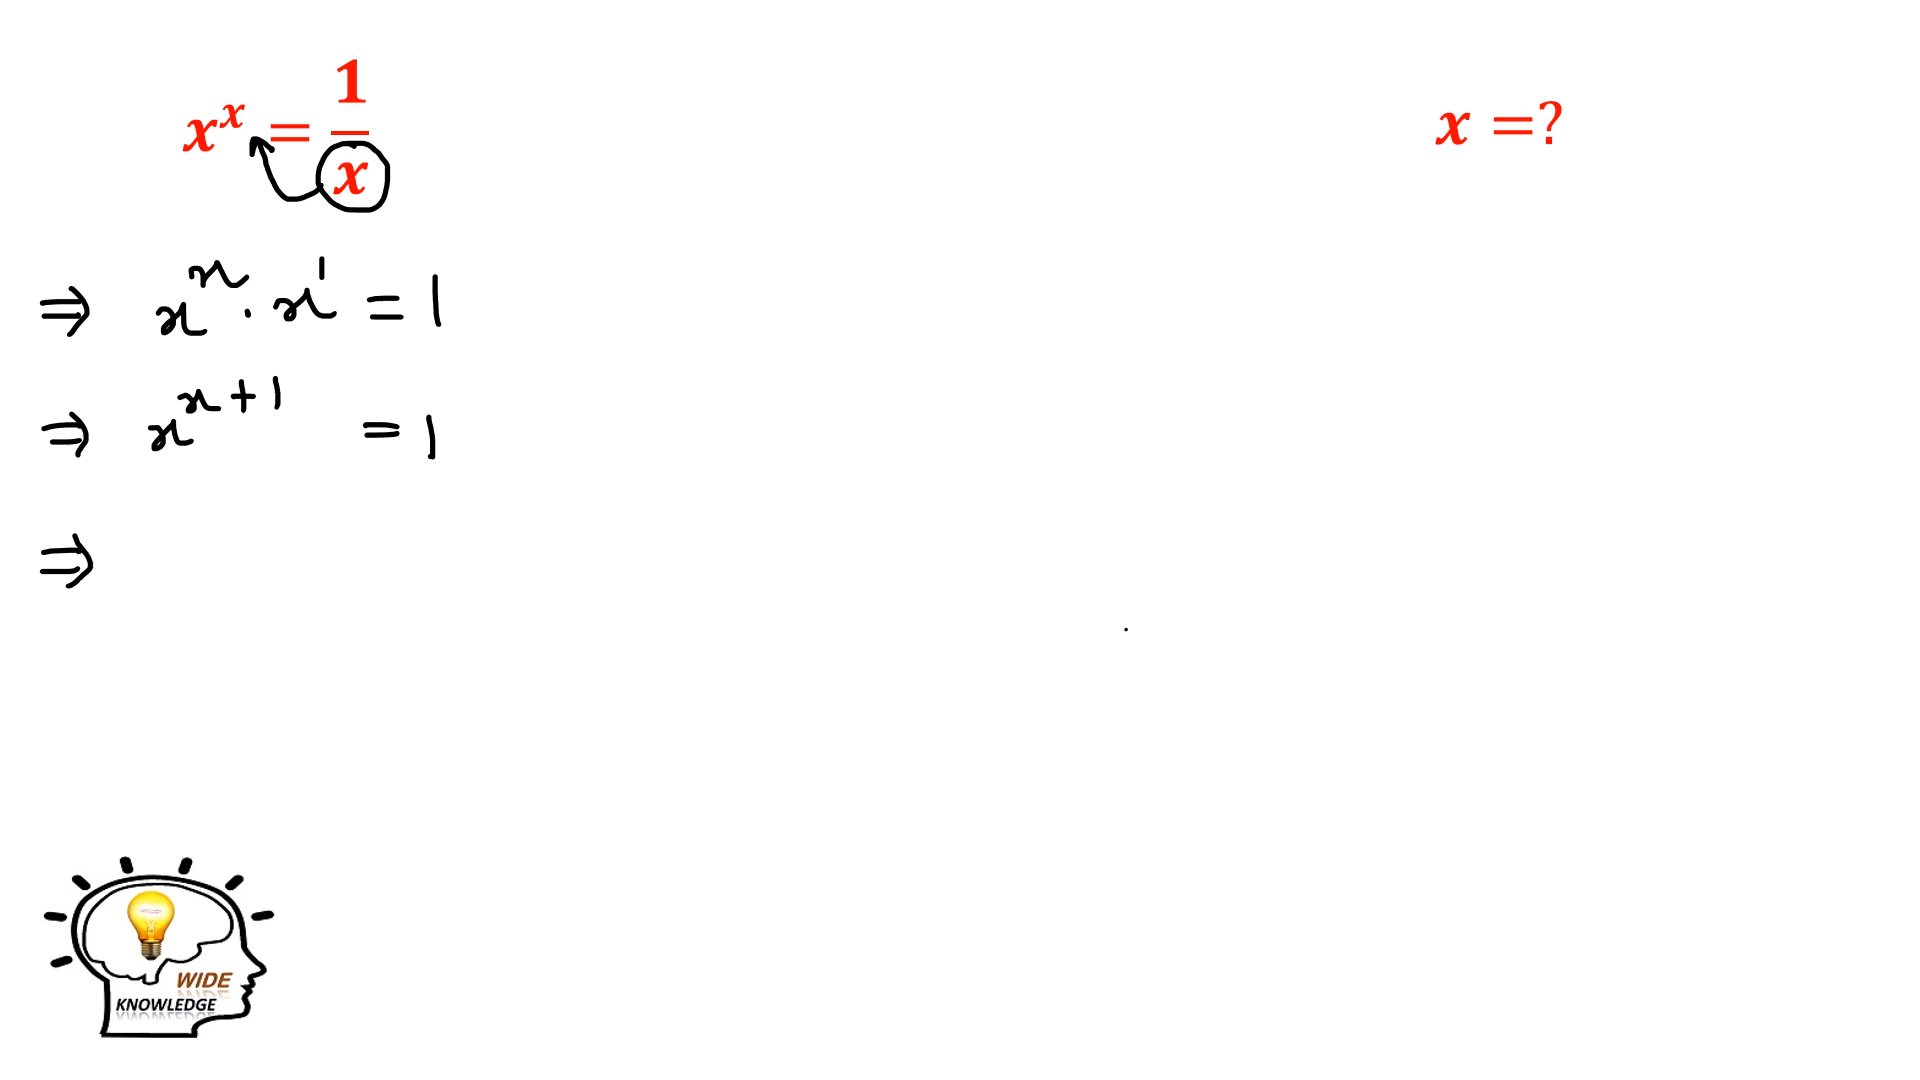 x^x = 1/x
x = ?
⇒ x^x · x^1 = 1
⇒ x^(x+1) = 1
⇒
WIDE
KNOWLEDGE